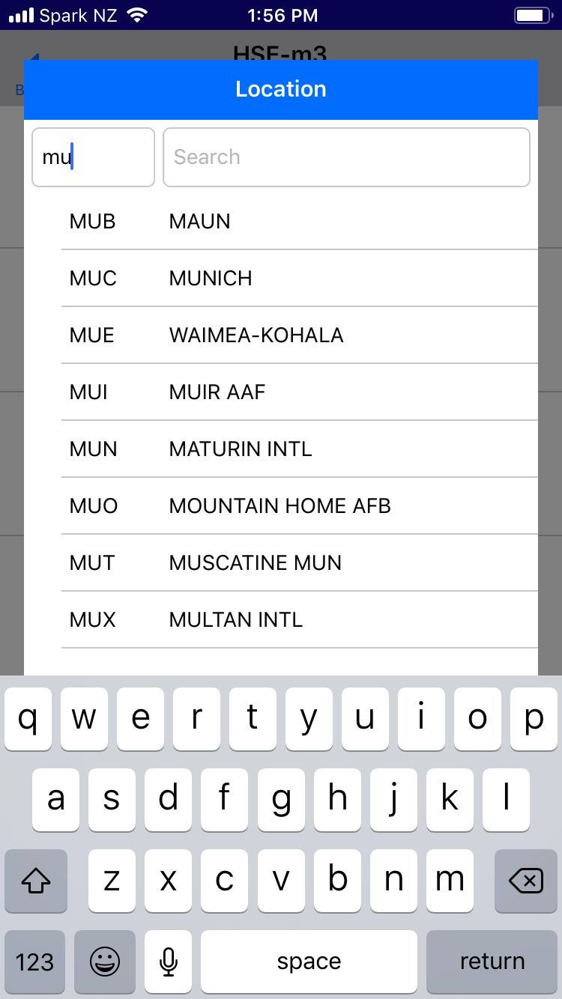 Spark NZ 1:56 PM
HSE-m3
B
Location
mu Search
MUB MAUN
MUC MUNICH
MUE WAIMEA-KOHALA
MUI MUIR AAF
MUN MATURIN INTL
MUO MOUNTAIN HOME AFB
MUT MUSCATINE MUN
MUX MULTAN INTL
q w e r t y u i o p
a s d f g h j k l
z x c v b n m
123 space return